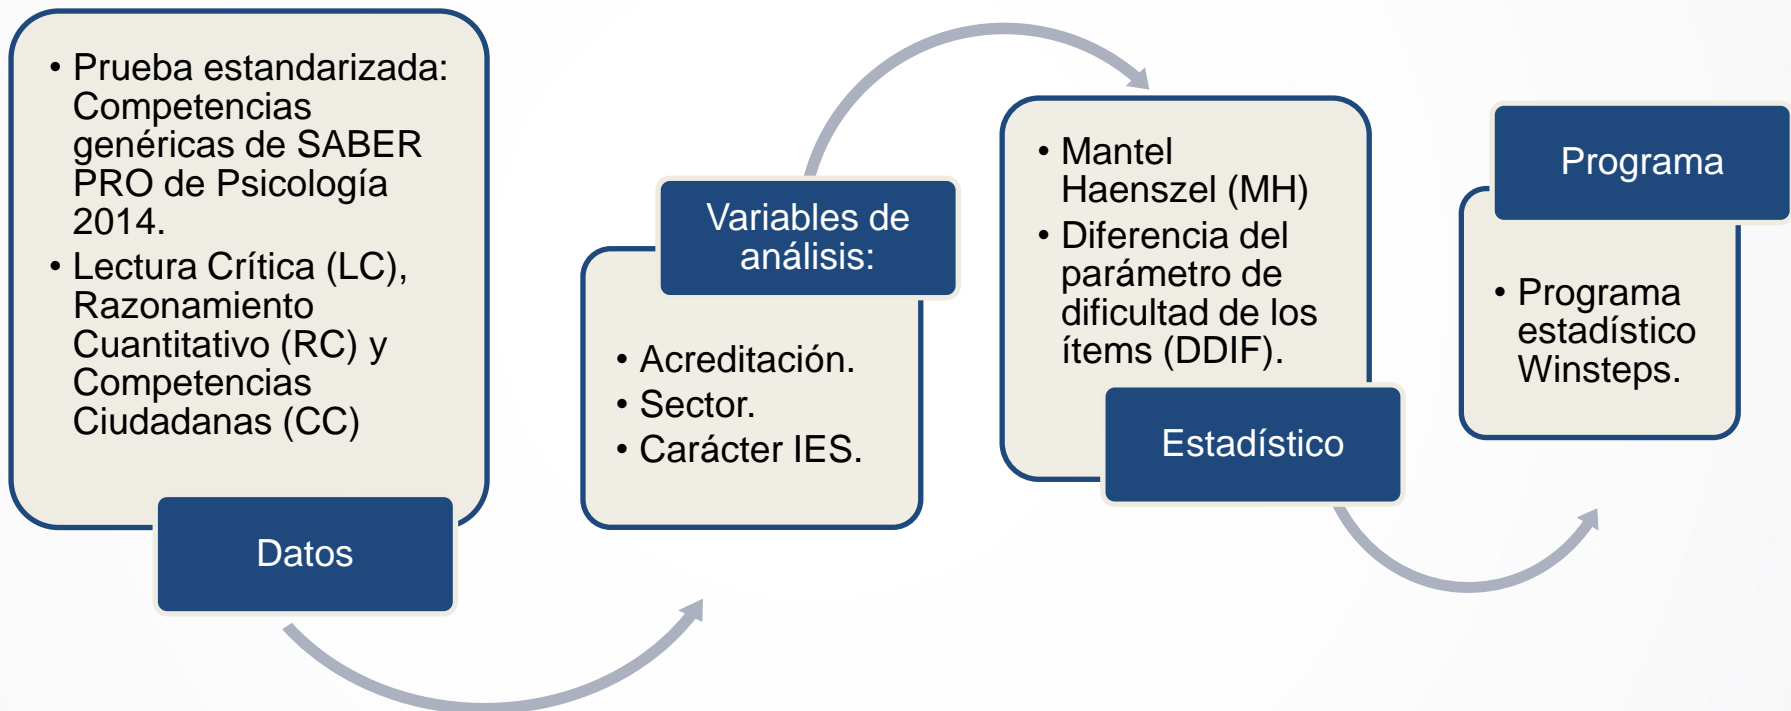 • Prueba estandarizada:
Competencias
genéricas de SABER
PRO de Psicología
2014.
• Lectura Crítica (LC),
Razonamiento
Cuantitativo (RC) y
Competencias
Ciudadanas (CC)
Datos
Variables de
análisis:
• Acreditación.
• Sector.
• Carácter IES.
• Mantel
Haenszel (MH)
• Diferencia del
parámetro de
dificultad de los
ítems (DDIF).
Estadístico
Programa
• Programa
estadístico
Winsteps.